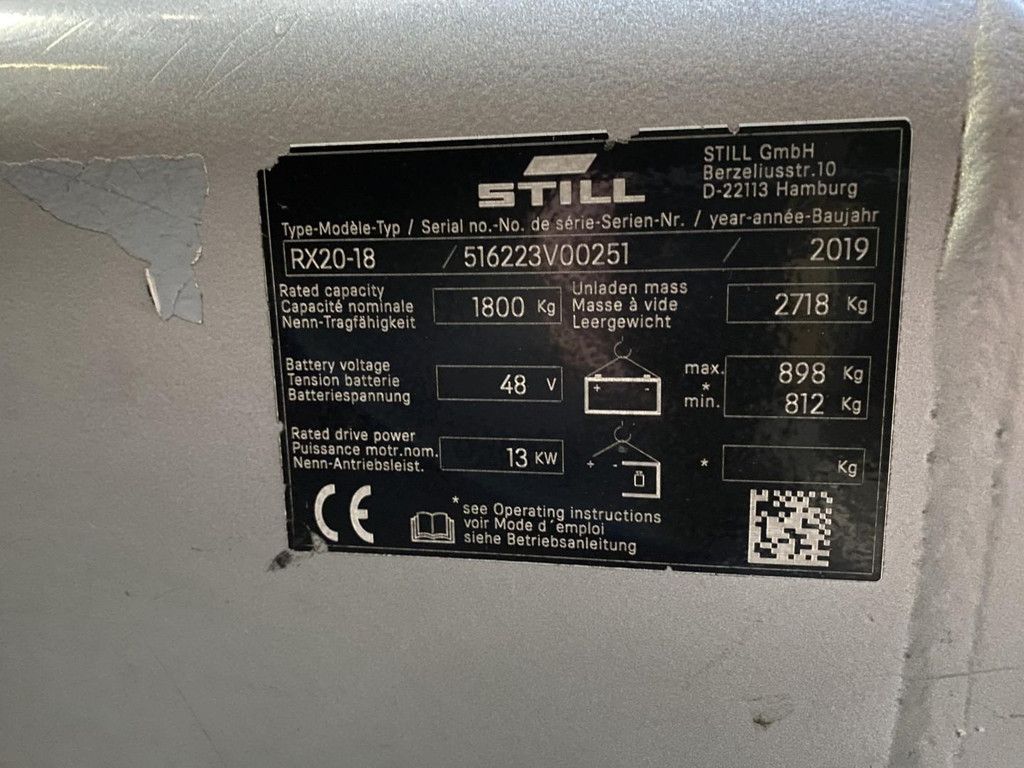 STILL
STILL GmbH
Berzeliusstr.10
D-22113 Hamburg
Type-Modèle-Typ / Serial no.-No. de série-Serien-Nr. / year-année-Baujahr
RX20-18 / 516223V00251 / 2019
Rated capacity
Capacité nominale
Nenn-Tragfähigkeit
1800 Kg
Unladen mass
Masse à vide
Leergewicht
2718 Kg
Battery voltage
Tension batterie
Batteriespannung
48 V
+ -
max. 898 Kg
*
min. 812 Kg
Rated drive power
Puissance motr.nom.
Nenn-Antriebsleist.
13 KW
+ -
* Kg
CE
* see Operating instructions
voir Mode d´emploi
siehe Betriebsanleitung